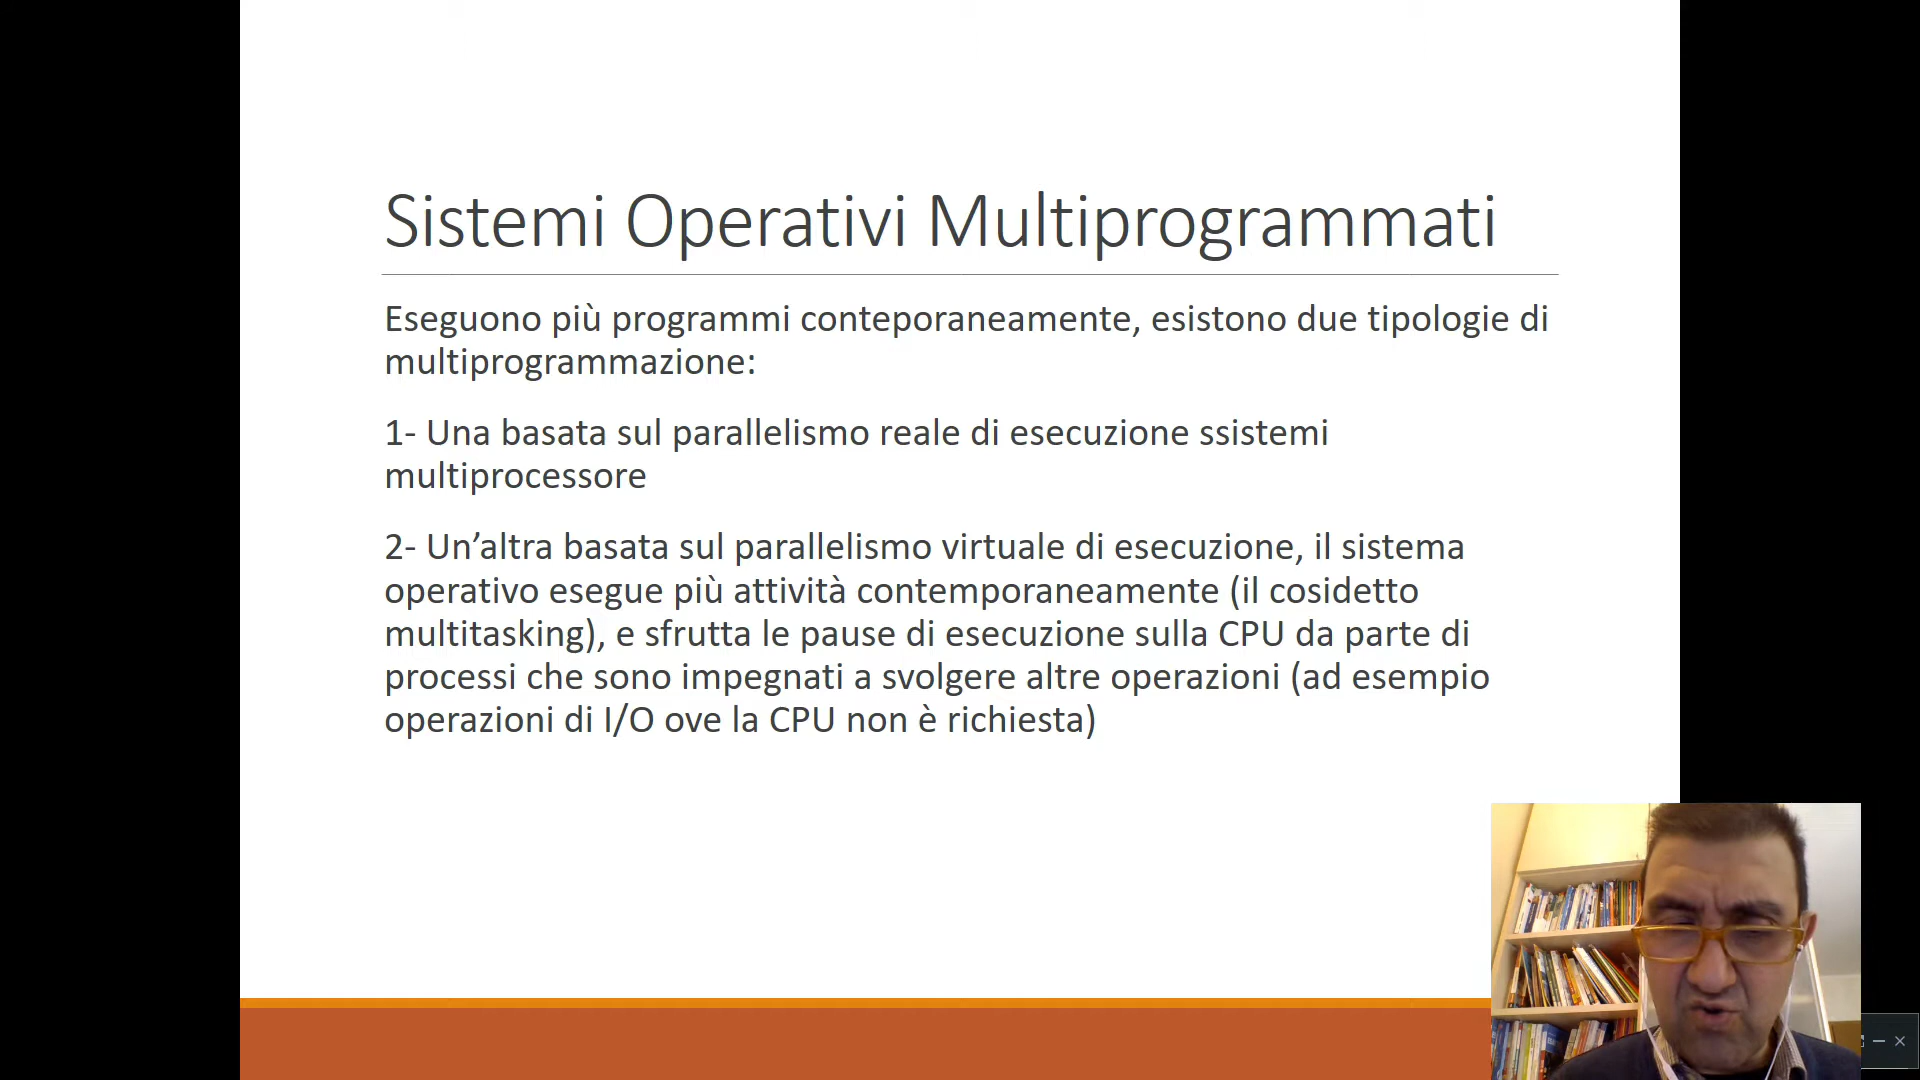 Sistemi Operativi Multiprogrammati
Eseguono più programmi conteporaneamente, esistono due tipologie di
multiprogrammazione:
1- Una basata sul parallelismo reale di esecuzione ssistemi
multiprocessore
2- Un’altra basata sul parallelismo virtuale di esecuzione, il sistema
operativo esegue più attività contemporaneamente (il cosidetto
multitasking), e sfrutta le pause di esecuzione sulla CPU da parte di
processi che sono impegnati a svolgere altre operazioni (ad esempio
operazioni di I/O ove la CPU non è richiesta)